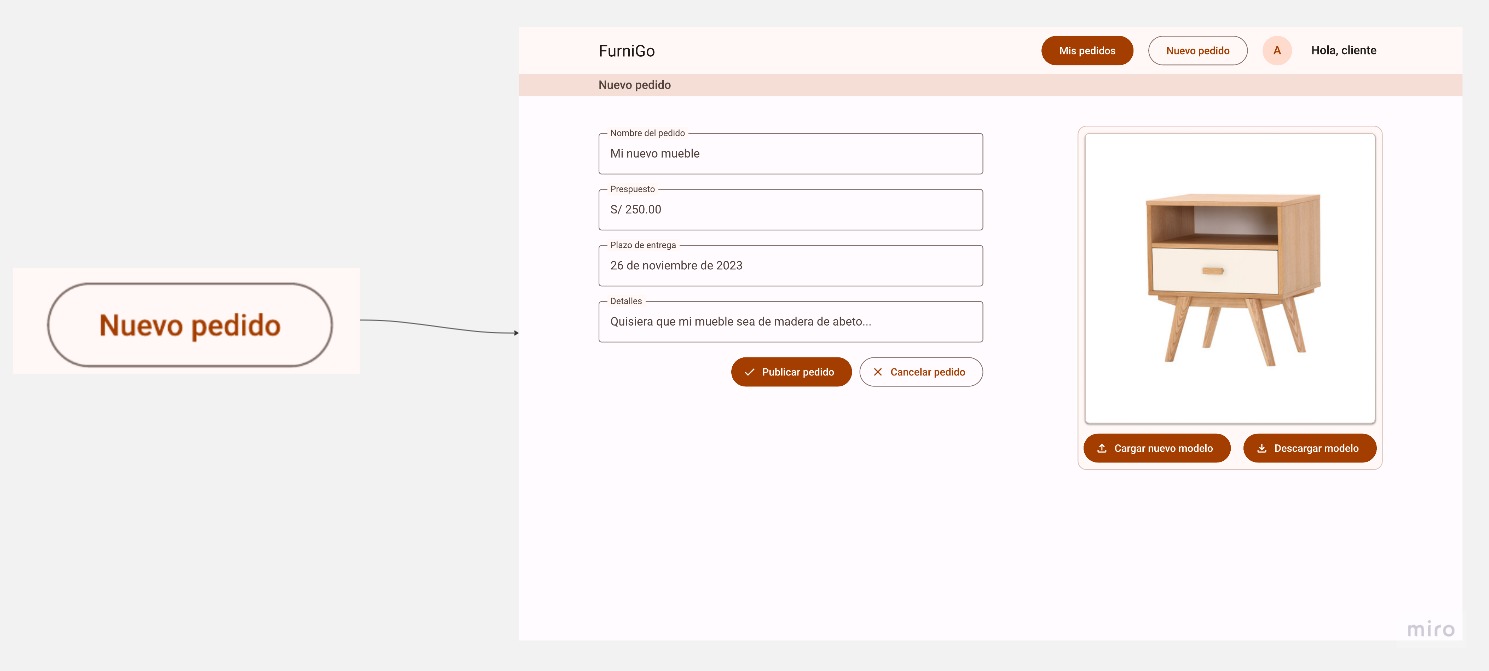 Nuevo pedido
FurniGo
Mis pedidos
Nuevo pedido
A
Hola, cliente
Nuevo pedido
Nombre del pedido
Mi nuevo mueble
Prespuesto
S/ 250.00
Plazo de entrega
26 de noviembre de 2023
Detalles
Quisiera que mi mueble sea de madera de abeto...
Publicar pedido
Cancelar pedido
Cargar nuevo modelo
Descargar modelo
miro